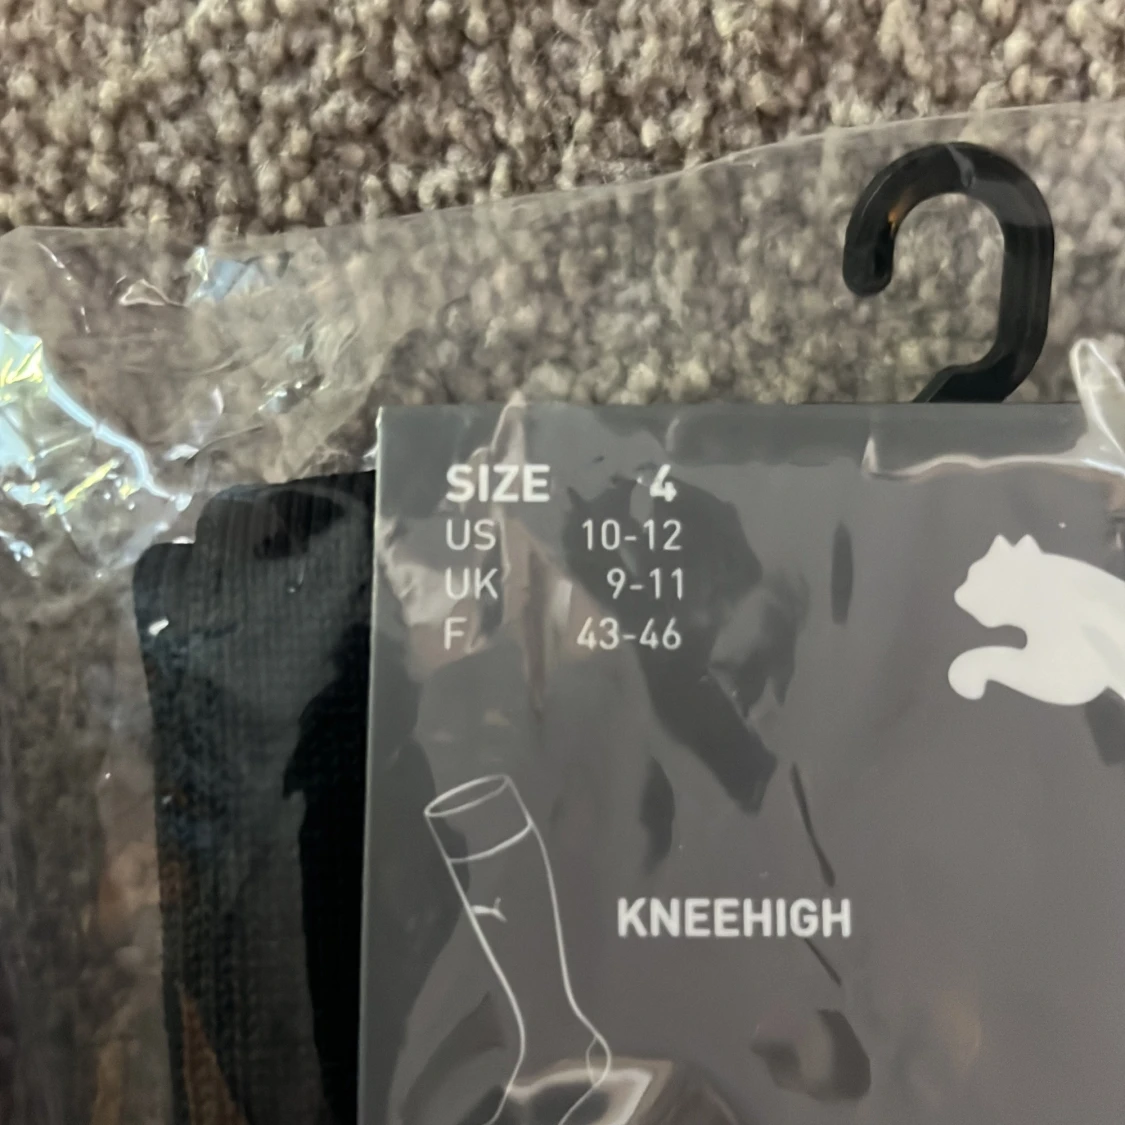 SIZE 4
US 10-12
UK 9-11
F 43-46
KNEEHIGH